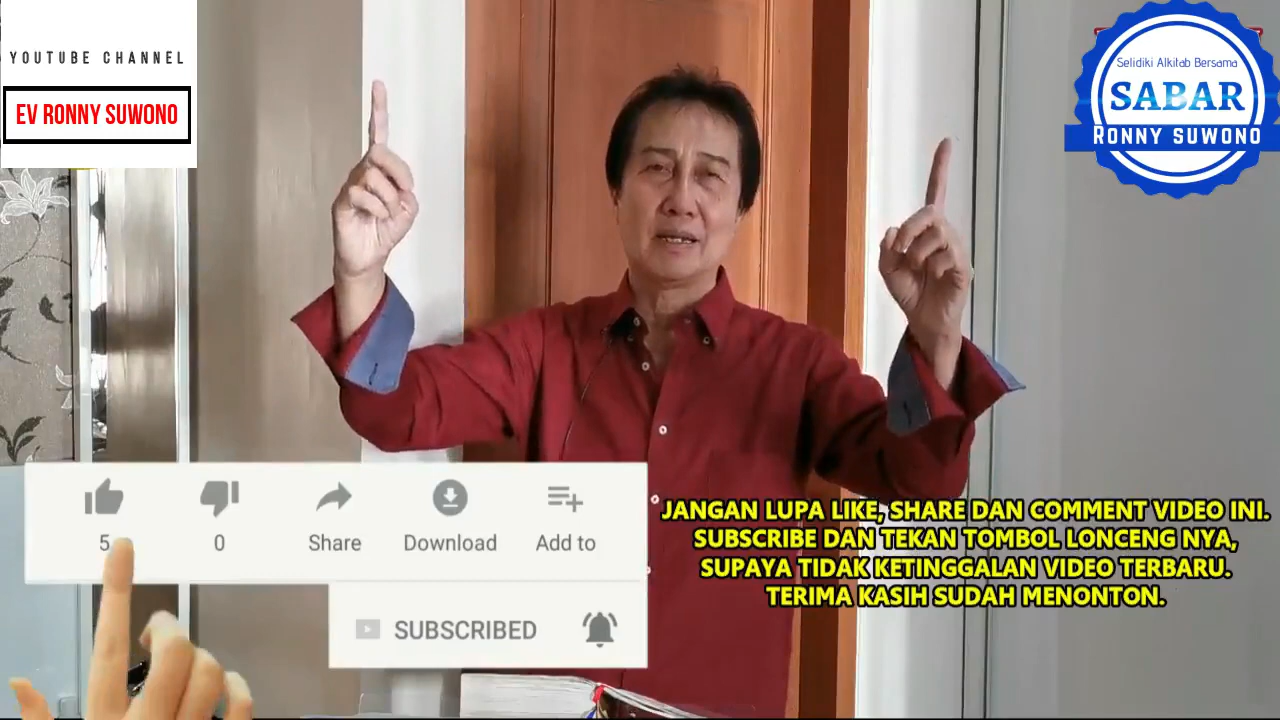 YOUTUBE CHANNEL
EV RONNY SUWONO
Selidiki Alkitab Bersama
SABAR
RONNY SUWONO
5
0
Share
Download
Add to
SUBSCRIBED
JANGAN LUPA LIKE, SHARE DAN COMMENT VIDEO INI.
SUBSCRIBE DAN TEKAN TOMBOL LONCENG NYA,
SUPAYA TIDAK KETINGGALAN VIDEO TERBARU.
TERIMA KASIH SUDAH MENONTON.